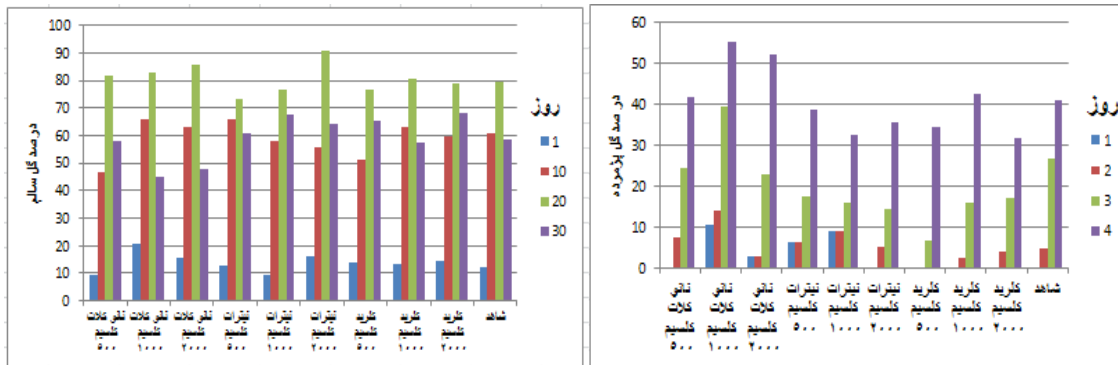 100
90
80
70
60
50
40
30
20
10
0
در صد گل سالم
روز
1
10
20
30
نانو کلات کلسیم ۵۰۰
نانو کلات کلسیم ۱۰۰۰
نانو کلات کلسیم ۲۰۰۰
نیترات کلسیم ۵۰۰
نیترات کلسیم ۱۰۰۰
نیترات کلسیم ۲۰۰۰
کلرید کلسیم ۵۰۰
کلرید کلسیم ۱۰۰۰
کلرید کلسیم ۲۰۰۰
شاهد
60
50
40
30
20
10
0
درصد گل پژمرده
روز
1
2
3
4
نانو
کلات
کلسیم
۵۰۰
نانو
کلات
کلسیم
۱۰۰۰
نانو
کلات
کلسیم
۲۰۰۰
نیترات
کلسیم
۵۰۰
نیترات
کلسیم
۱۰۰۰
نیترات
کلسیم
۲۰۰۰
کلرید
کلسیم
۵۰۰
کلرید
کلسیم
۱۰۰۰
کلرید
کلسیم
۲۰۰۰
شاهد